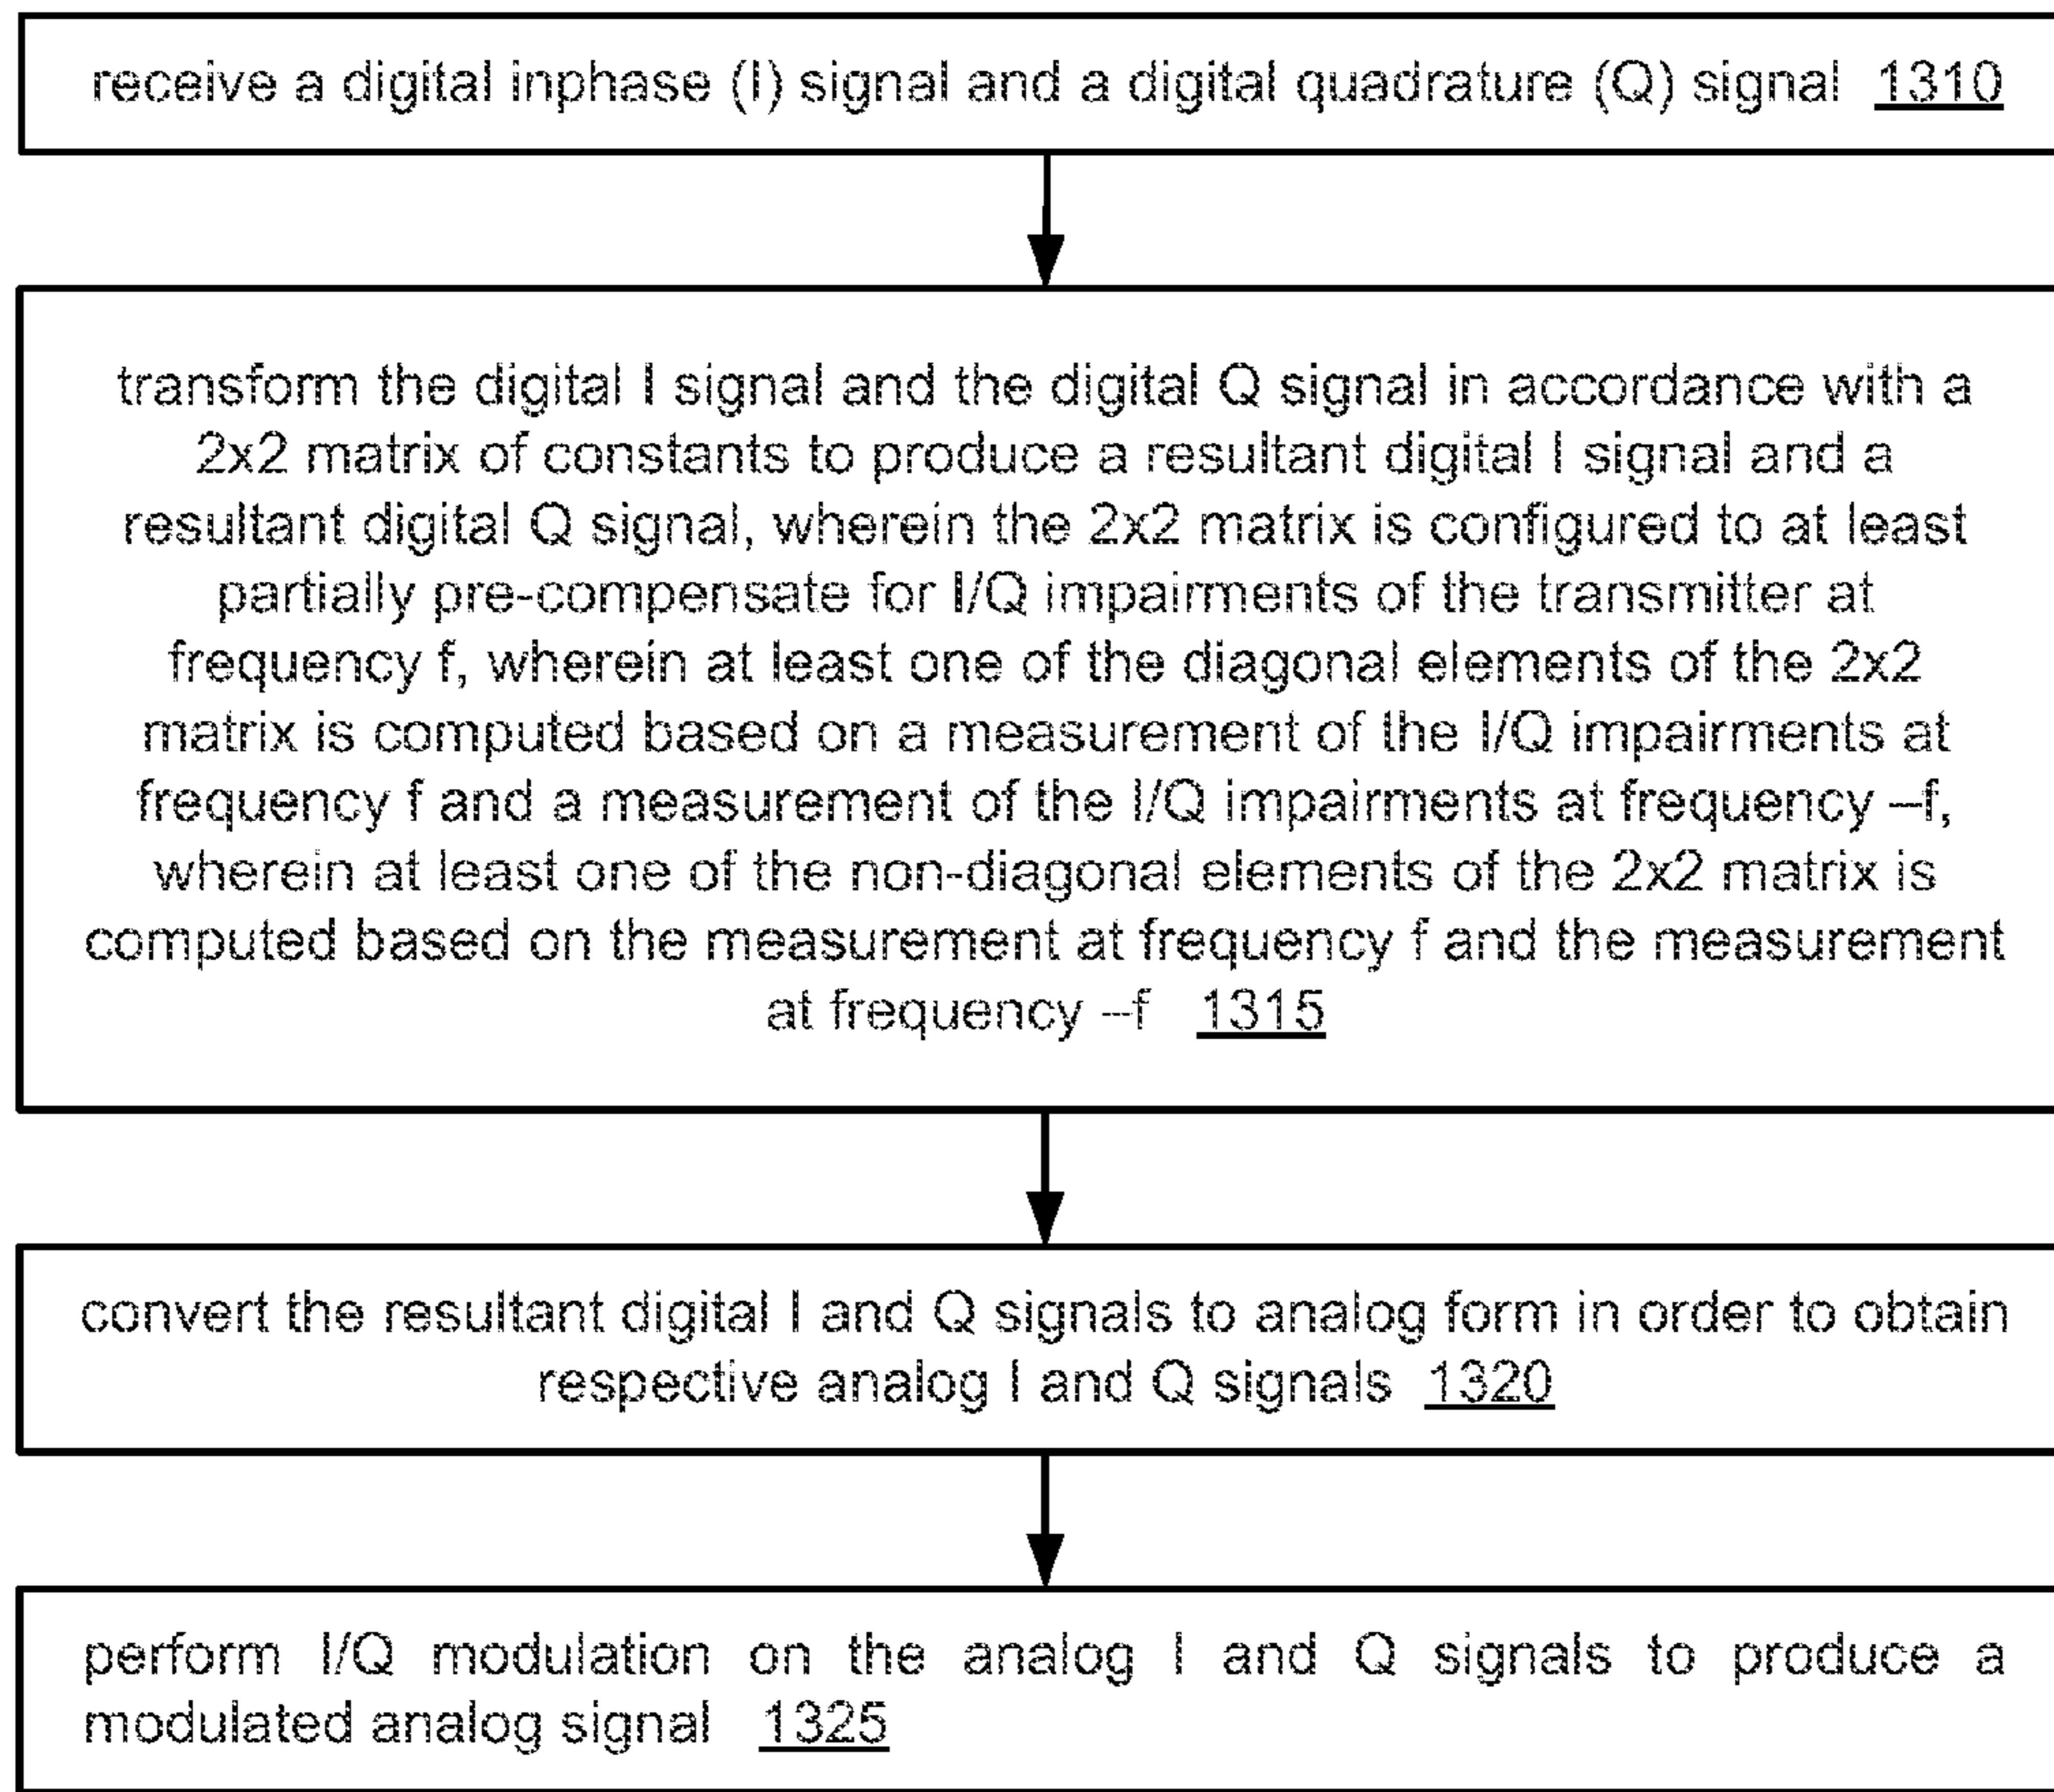 receive a digital inphase (I) signal and a digital quadrature (Q) signal 1310
transform the digital I signal and the digital Q signal in accordance with a
2x2 matrix of constants to produce a resultant digital I signal and a
resultant digital Q signal, wherein the 2x2 matrix is configured to at least
partially pre-compensate for I/Q impairments of the transmitter at
frequency f, wherein at least one of the diagonal elements of the 2x2
matrix is computed based on a measurement of the I/Q impairments at
frequency f and a measurement of the I/Q impairments at frequency –f,
wherein at least one of the non-diagonal elements of the 2x2 matrix is
computed based on the measurement at frequency f and the measurement
at frequency –f 1315
convert the resultant digital I and Q signals to analog form in order to obtain
respective analog I and Q signals 1320
perform I/Q modulation on the analog I and Q signals to produce a
modulated analog signal 1325